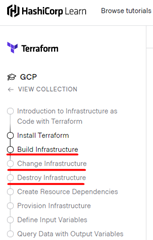 HashiCorp Learn
Browse tutorials
Terraform
GCP
← VIEW COLLECTION
Introduction to Infrastructure as
Code with Terraform
Install Terraform
Build Infrastructure
Change Infrastructure
Destroy Infrastructure
Create Resource Dependencies
Provision Infrastructure
Define Input Variables
Query Data with Output Variables